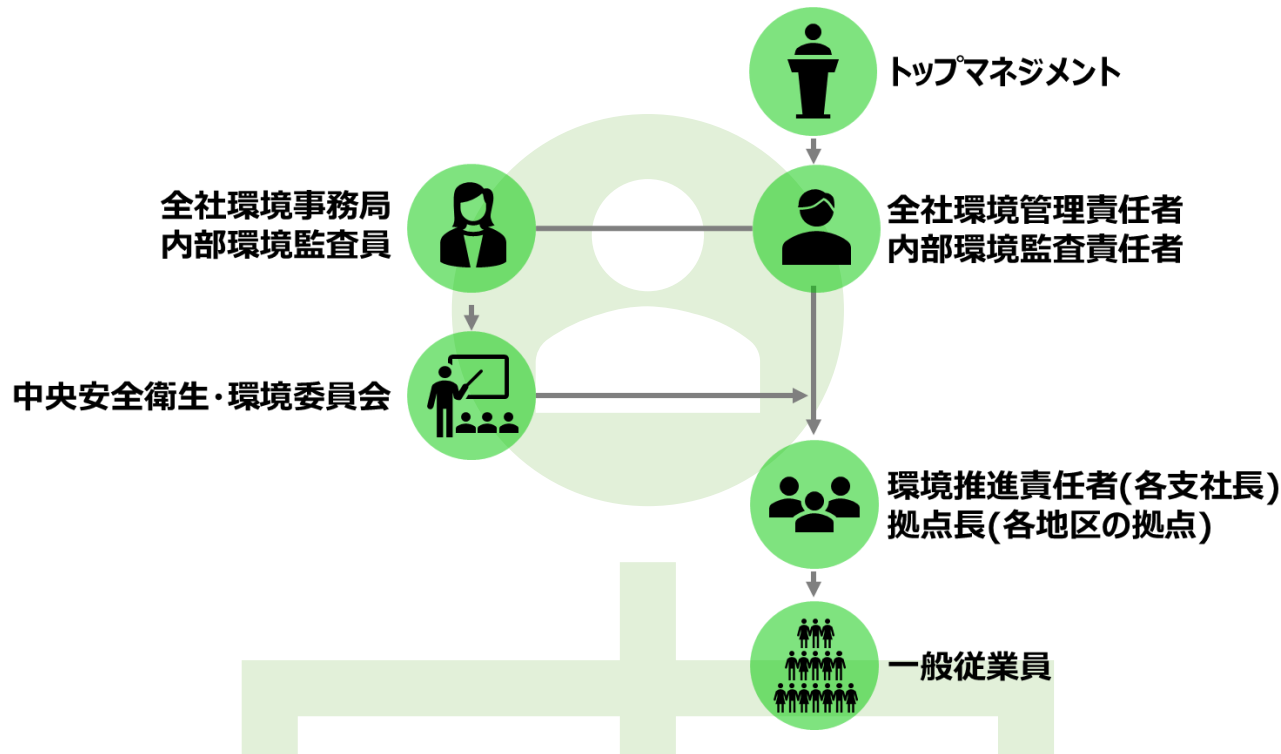 トップマネジメント
全社環境事務局
内部環境監査員
全社環境管理責任者
内部環境監査責任者
中央安全衛生・環境委員会
環境推進責任者(各支社長)
拠点長(各地区の拠点)
一般従業員